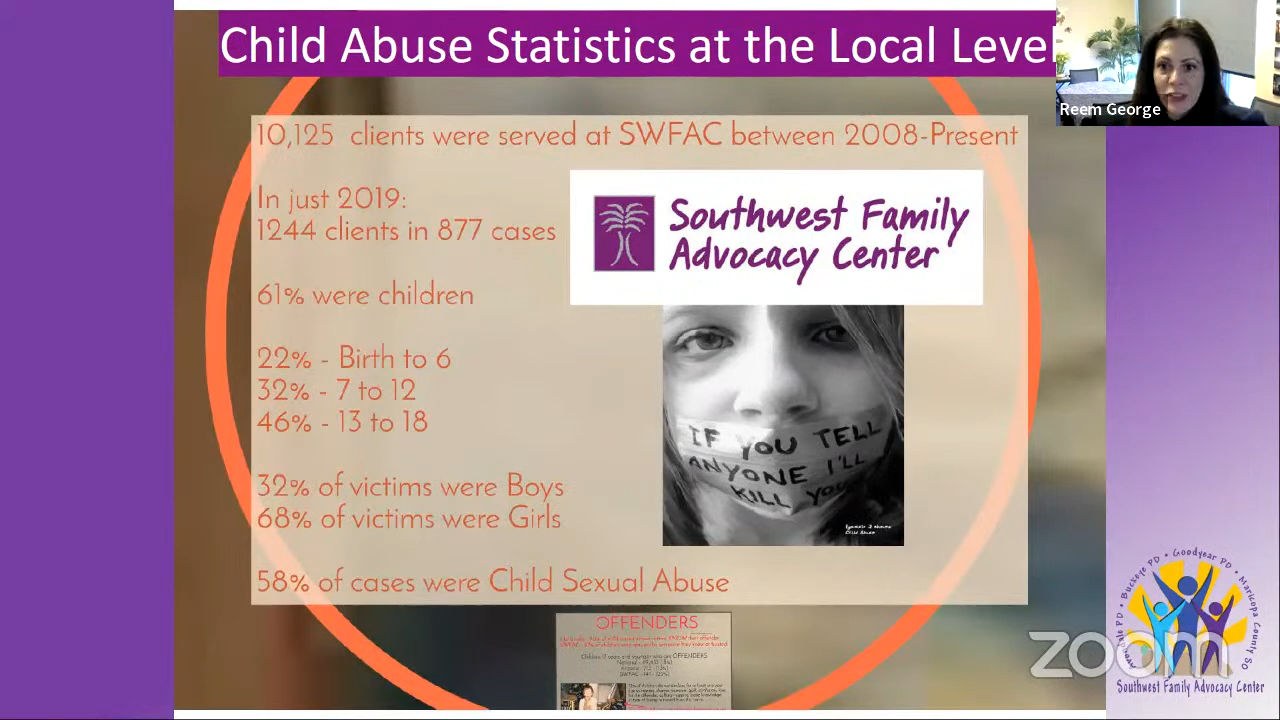 Child Abuse Statistics at the Local Level
Reem George
10,125 clients were served at SWFAC between 2008-Present
In just 2019:
1244 clients in 877 cases
61% were children
22% - Birth to 6
32% - 7 to 12
46% - 13 to 18
32% of victims were Boys
68% of victims were Girls
58% of cases were Child Sexual Abuse
Southwest Family
Advocacy Center
IF YOU TELL
ANYONE I'LL
KILL YOU
Child Abuse
OFFENDERS
PD • Buckeye PD • Goodyear PD • Maricopa County SO
Southwest Family Advocacy Center
zoom